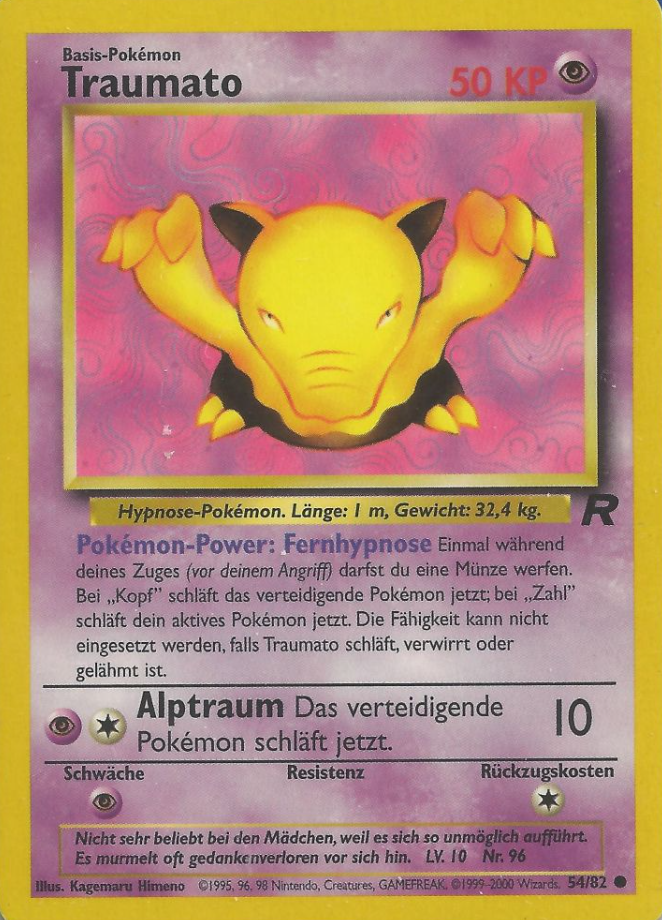 Basis-Pokémon
Traumato 50 KP
Hypnose-Pokémon. Länge: 1 m, Gewicht: 32,4 kg.
R
Pokémon-Power: Fernhypnose Einmal während
deines Zuges (vor deinem Angriff) darfst du eine Münze werfen.
Bei „Kopf” schläft das verteidigende Pokémon jetzt; bei „Zahl”
schläft dein aktives Pokémon jetzt. Die Fähigkeit kann nicht
eingesetzt werden, falls Traumato schläft, verwirrt oder
gelähmt ist.
Alptraum Das verteidigende 10
Pokémon schläft jetzt.
Schwäche Resistenz Rückzugskosten
Nicht sehr beliebt bei den Mädchen, weil es sich so unmöglich aufführt.
Es murmelt oft gedankenverloren vor sich hin. LV. 10 Nr. 96
Illus. Kagemaru Himeno ©1995, 96, 98 Nintendo, Creatures, GAMEFREAK. ©1999-2000 Wizards. 54/82